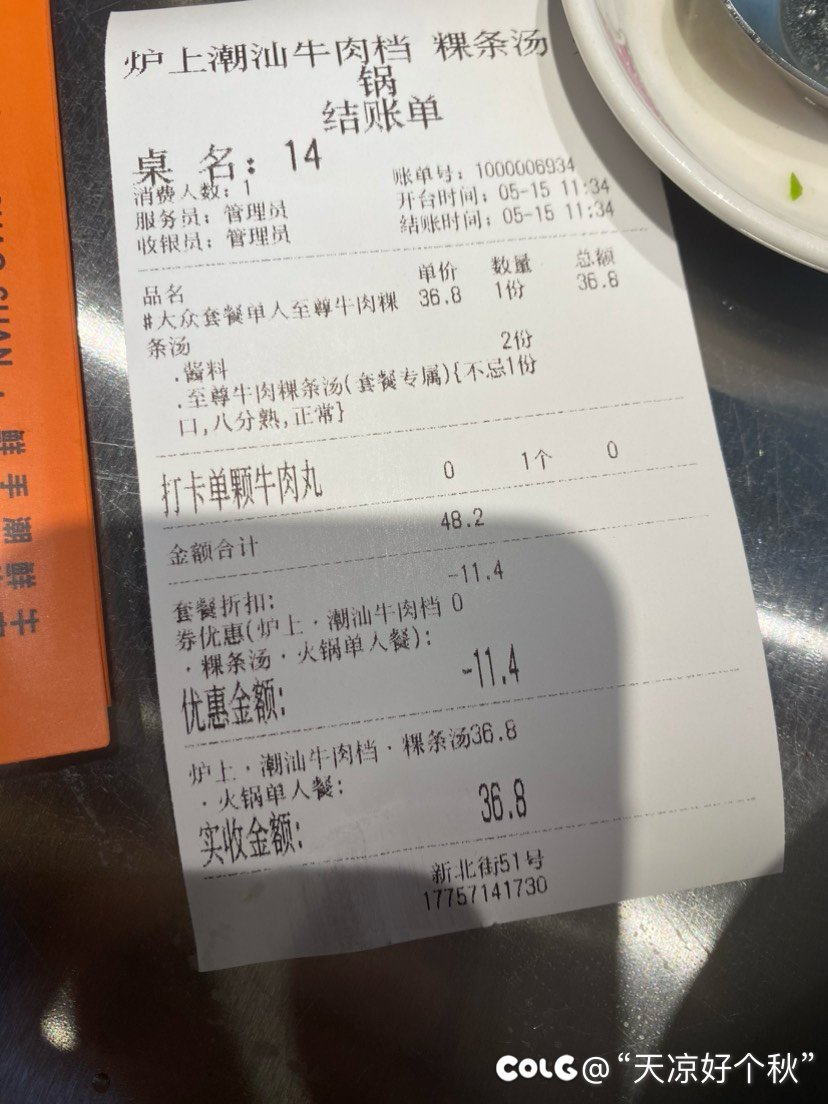 炉上潮汕牛肉档 粿条汤
锅
结账单
桌 名：14
消费人数：1
账单号：1000006934
服务员：管理员
开台时间：05-15 11:34
收银员：管理员
结账时间：05-15 11:34
品名 单价 数量 总额
#大众套餐单人至尊牛肉粿 36.8 1份 36.8
条汤
.酱料 2份
.至尊牛肉粿条汤(套餐专属){不忌1份
口,八分熟,正常}
打卡单颗牛肉丸 0 1个 0
金额合计 48.2
套餐折扣: -11.4
券优惠(炉上·潮汕牛肉档 0
·粿条汤·火锅单人餐):
优惠金额: -11.4
炉上·潮汕牛肉档·粿条汤36.8
·火锅单人餐:
实收金额: 36.8
新北街51号
17757141730
鲜手潮
COLG@“天凉好个秋”